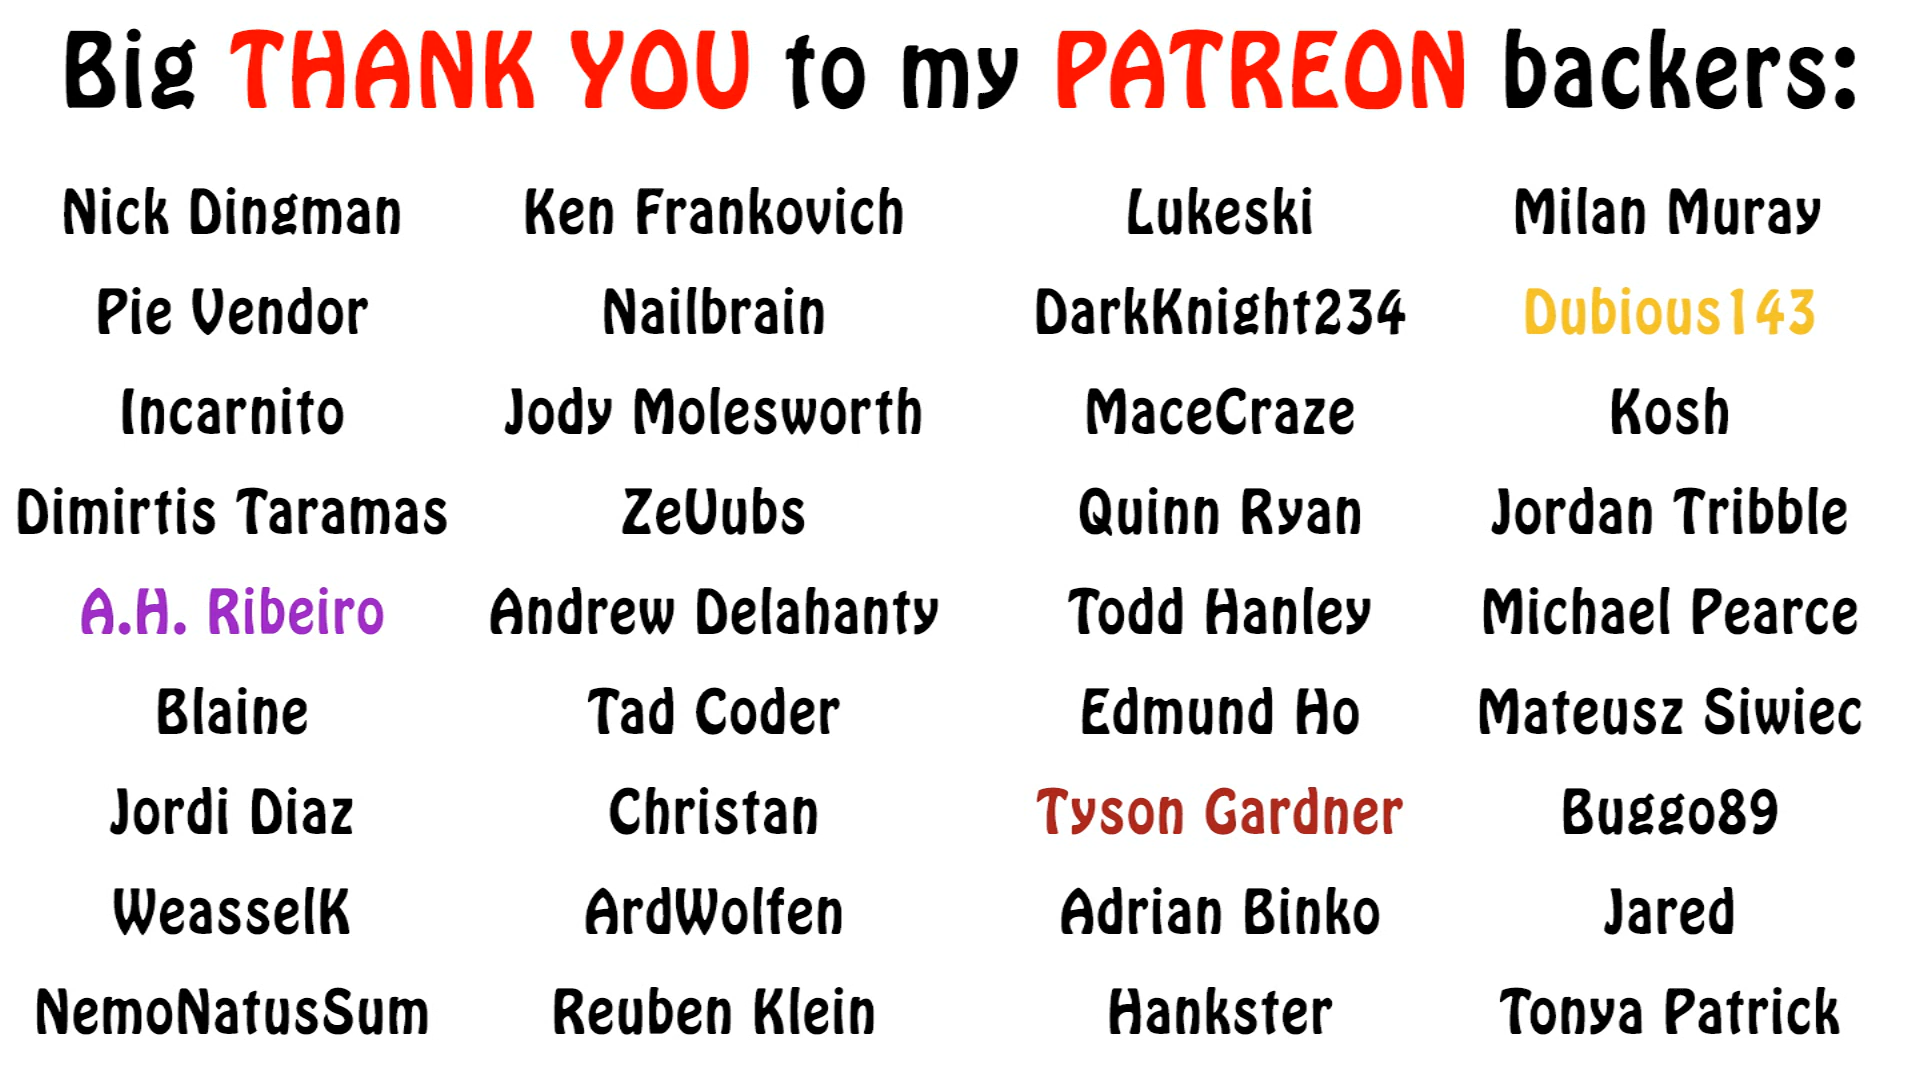 Big THANK YOU to my PATREON backers:
Nick Dingman Ken Frankovich Lukeski Milan Muray
Pie Vendor Nailbrain DarkKnight234 Dubious143
Incarnito Jody Molesworth MaceCraze Kosh
Dimirtis Taramas ZeUubs Quinn Ryan Jordan Tribble
A.H. Ribeiro Andrew Delahanty Todd Hanley Michael Pearce
Blaine Tad Coder Edmund Ho Mateusz Siwiec
Jordi Diaz Christan Tyson Gardner Buggo89
WeasselK ArdWolfen Adrian Binko Jared
NemoNatusSum Reuben Klein Hankster Tonya Patrick